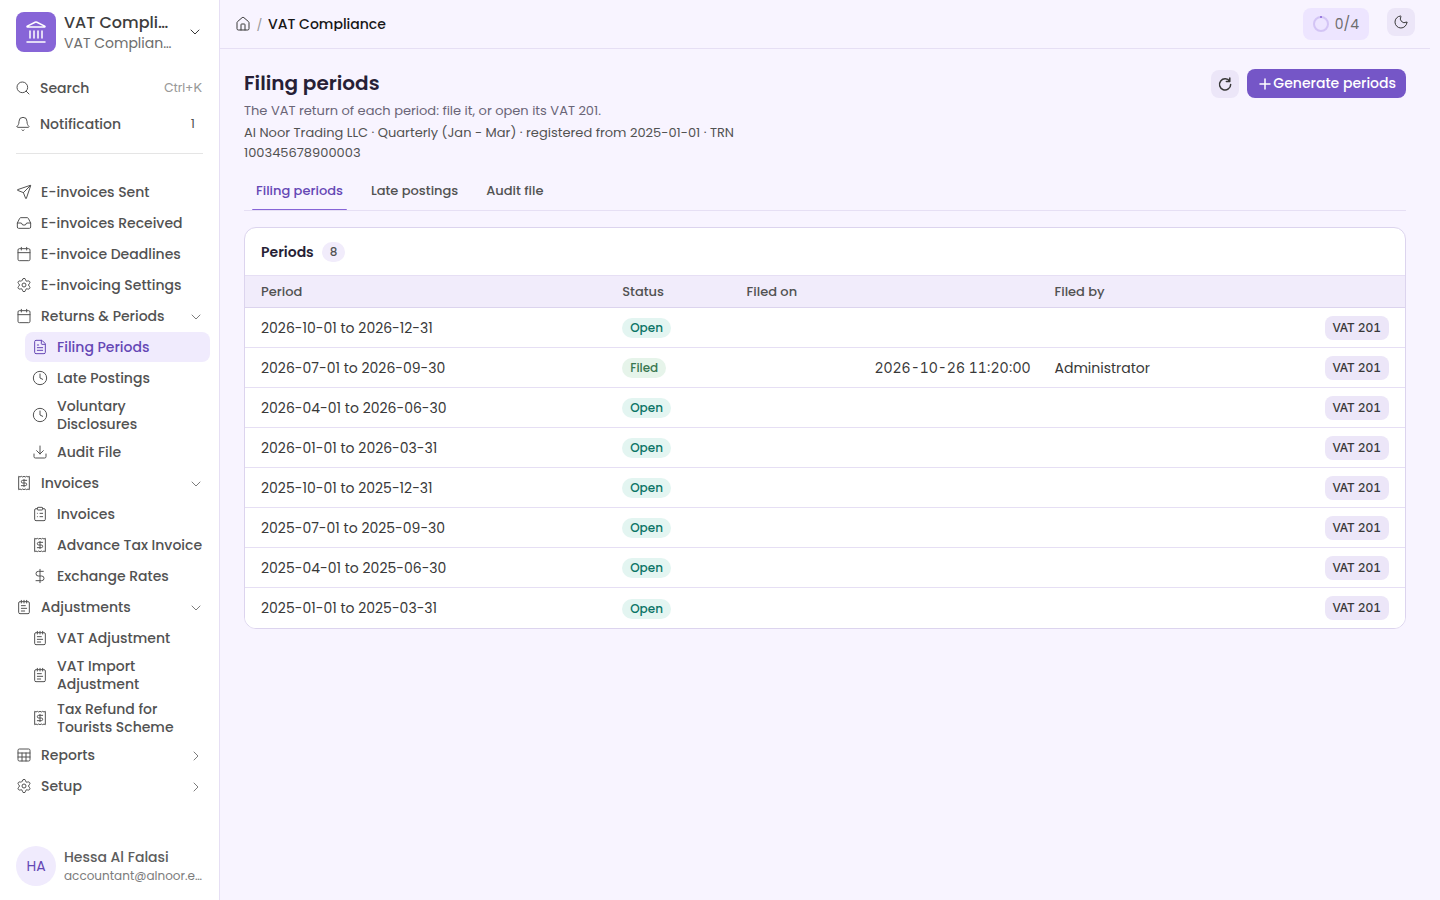 VAT Compli...
VAT Complian...
Search Ctrl+K
Notification 1
E-invoices Sent
E-invoices Received
E-invoice Deadlines
E-invoicing Settings
Returns & Periods
Filing Periods
Late Postings
Voluntary
Disclosures
Audit File
Invoices
Invoices
Advance Tax Invoice
Exchange Rates
Adjustments
VAT Adjustment
VAT Import
Adjustment
Tax Refund for
Tourists Scheme
Reports
Setup
HA
Hessa Al Falasi
accountant@alnoor.e...
/ VAT Compliance
0/4
Filing periods
Generate periods
The VAT return of each period: file it, or open its VAT 201.
Al Noor Trading LLC · Quarterly (Jan - Mar) · registered from 2025-01-01 · TRN
100345678900003
Filing periods Late postings Audit file
Periods 8
Period Status Filed on Filed by
2026-10-01 to 2026-12-31 Open VAT 201
2026-07-01 to 2026-09-30 Filed 2026-10-26 11:20:00 Administrator VAT 201
2026-04-01 to 2026-06-30 Open VAT 201
2026-01-01 to 2026-03-31 Open VAT 201
2025-10-01 to 2025-12-31 Open VAT 201
2025-07-01 to 2025-09-30 Open VAT 201
2025-04-01 to 2025-06-30 Open VAT 201
2025-01-01 to 2025-03-31 Open VAT 201